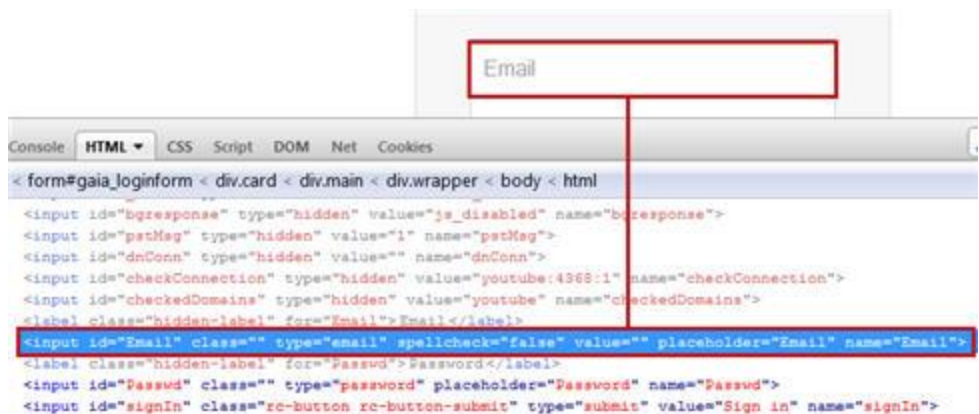 Email
Console HTML CSS Script DOM Net Cookies
< form#gaia_loginform < div.card < div.main < div.wrapper < body < html
<input id="bgresponse" type="hidden" value="js_disabled" name="bgresponse">
<input id="pstMsg" type="hidden" value="1" name="pstMsg">
<input id="dnConn" type="hidden" value="" name="dnConn">
<input id="checkConnection" type="hidden" value="youtube:4368:1" name="checkConnection">
<input id="checkedDomains" type="hidden" value="youtube" name="checkedDomains">
<label class="hidden-label" for="Email">Email</label>
<input id="Email" class="" type="email" spellcheck="false" value="" placeholder="Email" name="Email">
<label class="hidden-label" for="Passwd">Password</label>
<input id="Passwd" class="" type="password" placeholder="Password" name="Passwd">
<input id="signIn" class="rc-button rc-button-submit" type="submit" value="Sign in" name="signIn">